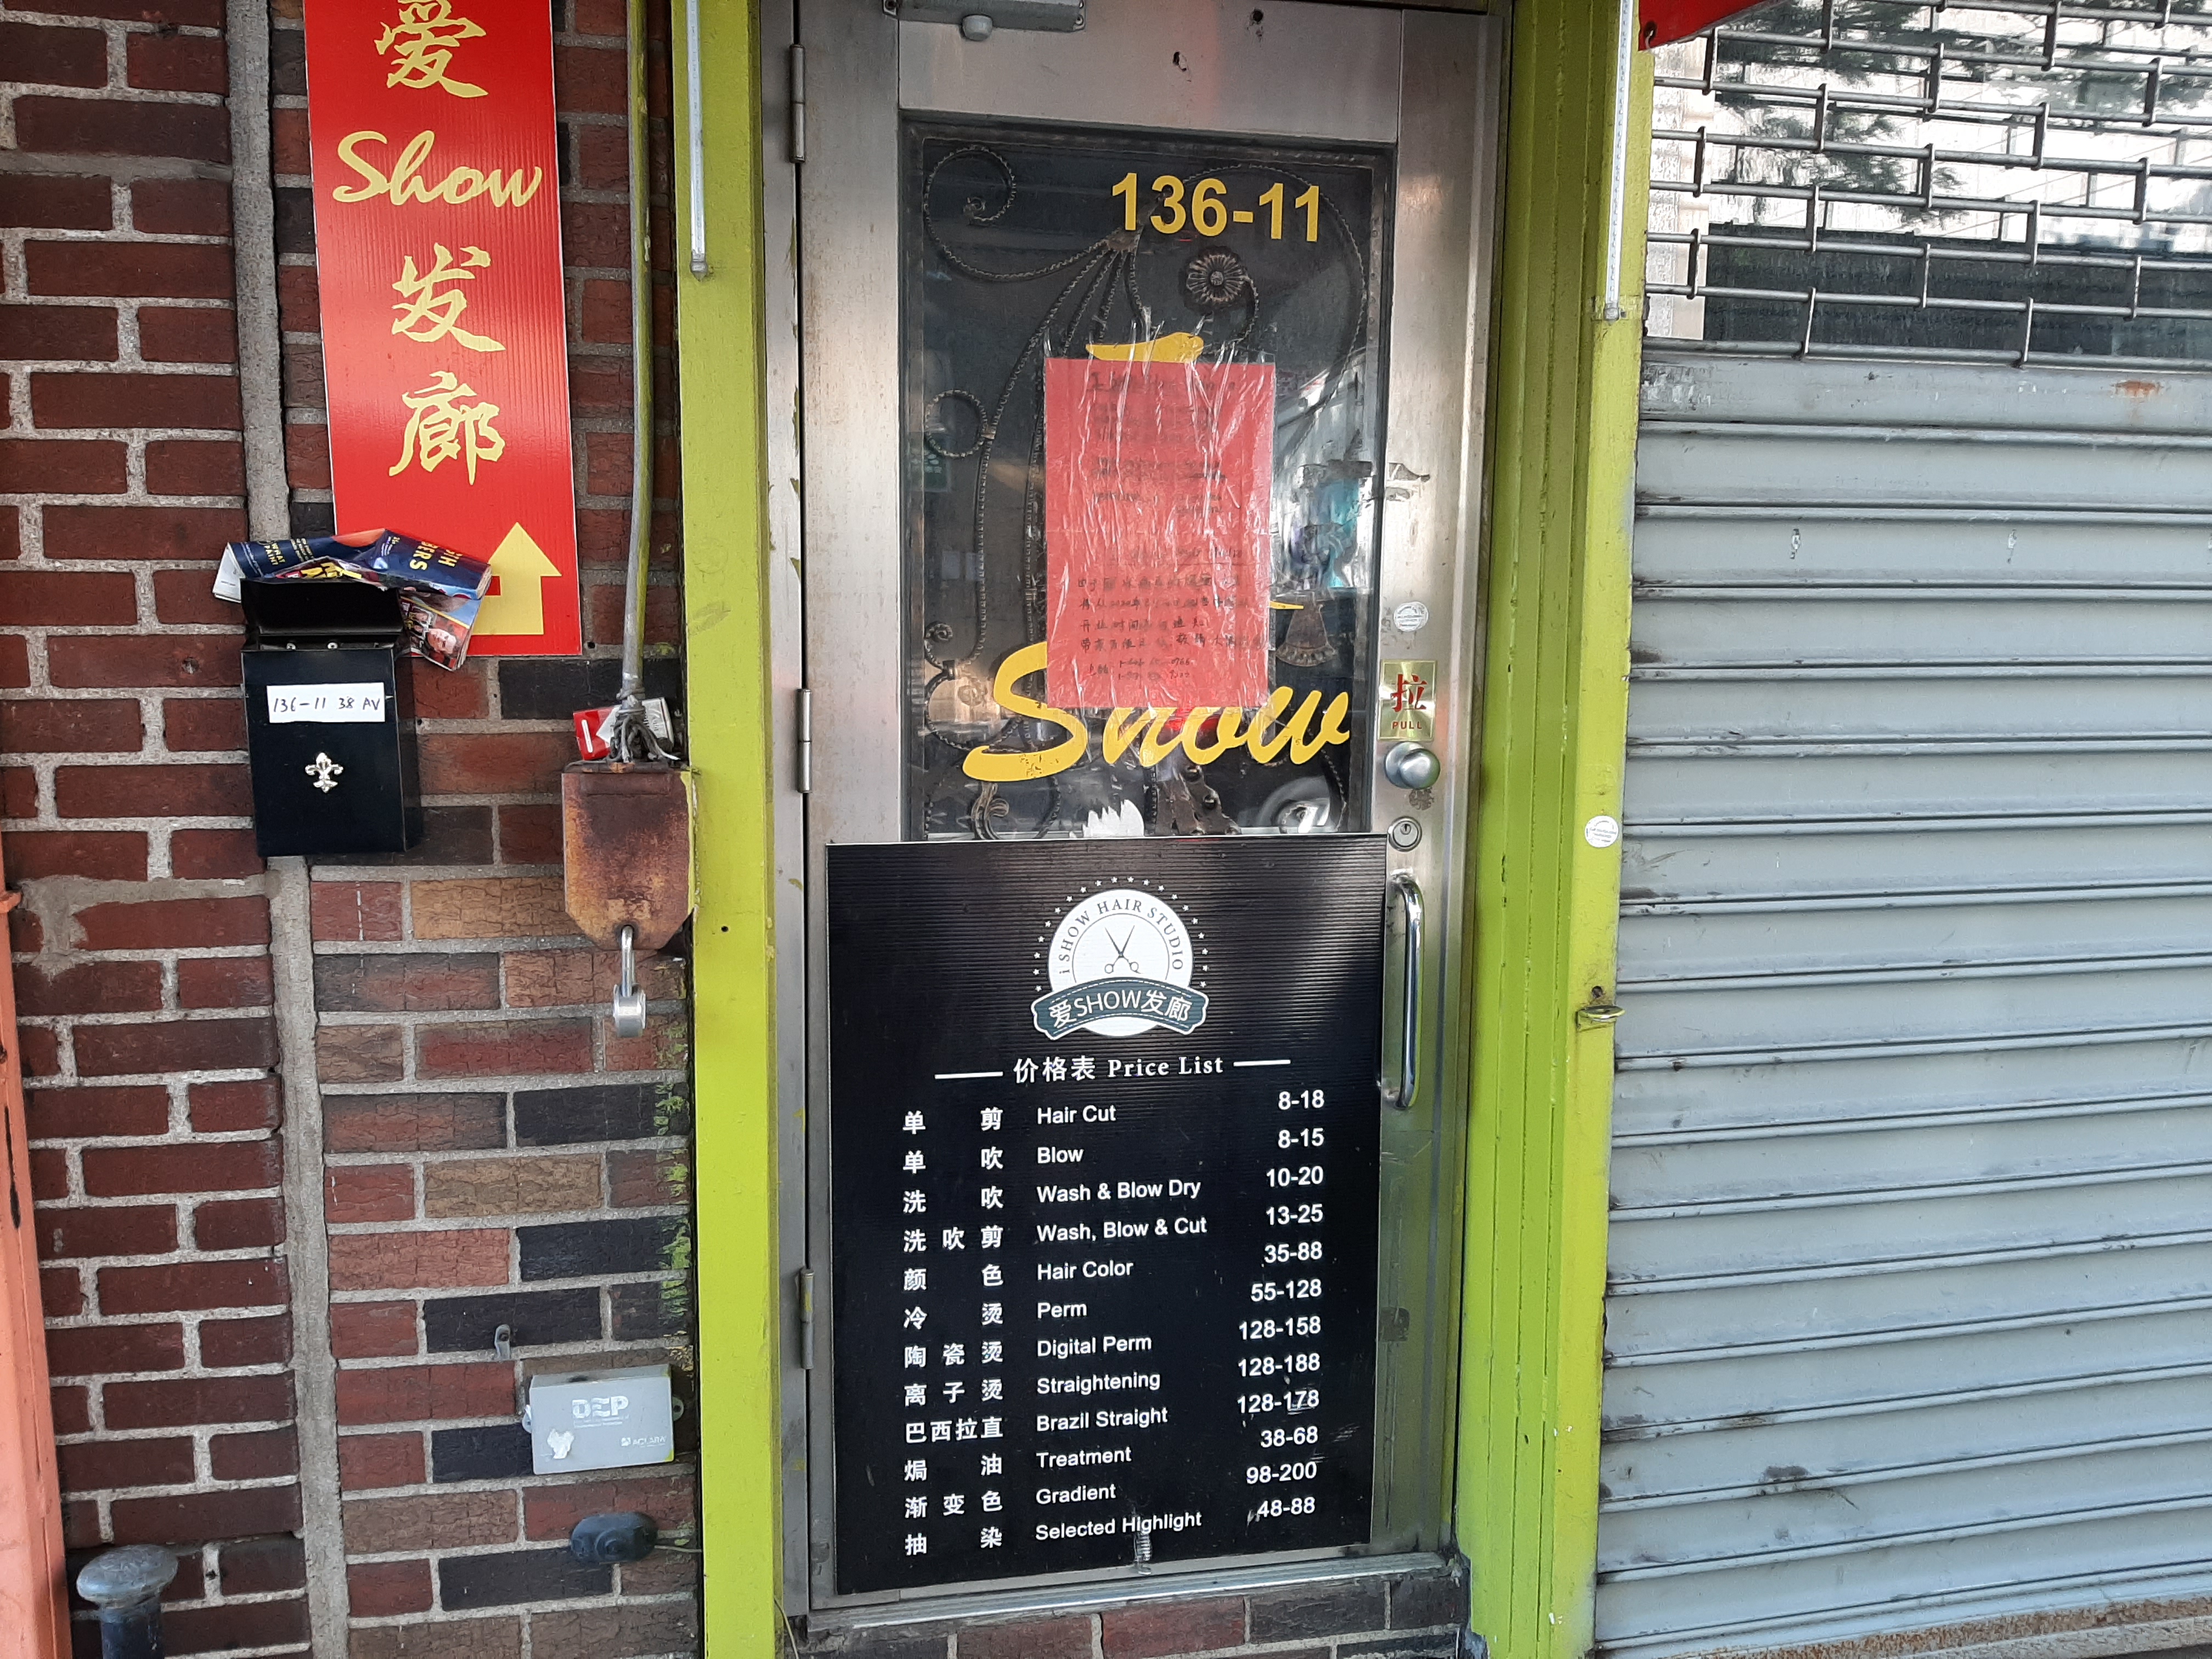 爱
Show
发
廊
136-11
136-11 38 AV
Show
拉
PULL
i SHOW HAIR STUDIO
爱SHOW发廊
价格表 Price List
单剪 Hair Cut 8-18
单吹 Blow 8-15
洗吹 Wash & Blow Dry 10-20
洗吹剪 Wash, Blow & Cut 13-25
颜色 Hair Color 35-88
冷烫 Perm 55-128
陶瓷烫 Digital Perm 128-158
离子烫 Straightening 128-188
巴西拉直 Brazil Straight 128-178
焗油 Treatment 38-68
渐变色 Gradient 98-200
抽染 Selected Highlight 48-88
DEP
ACLARA